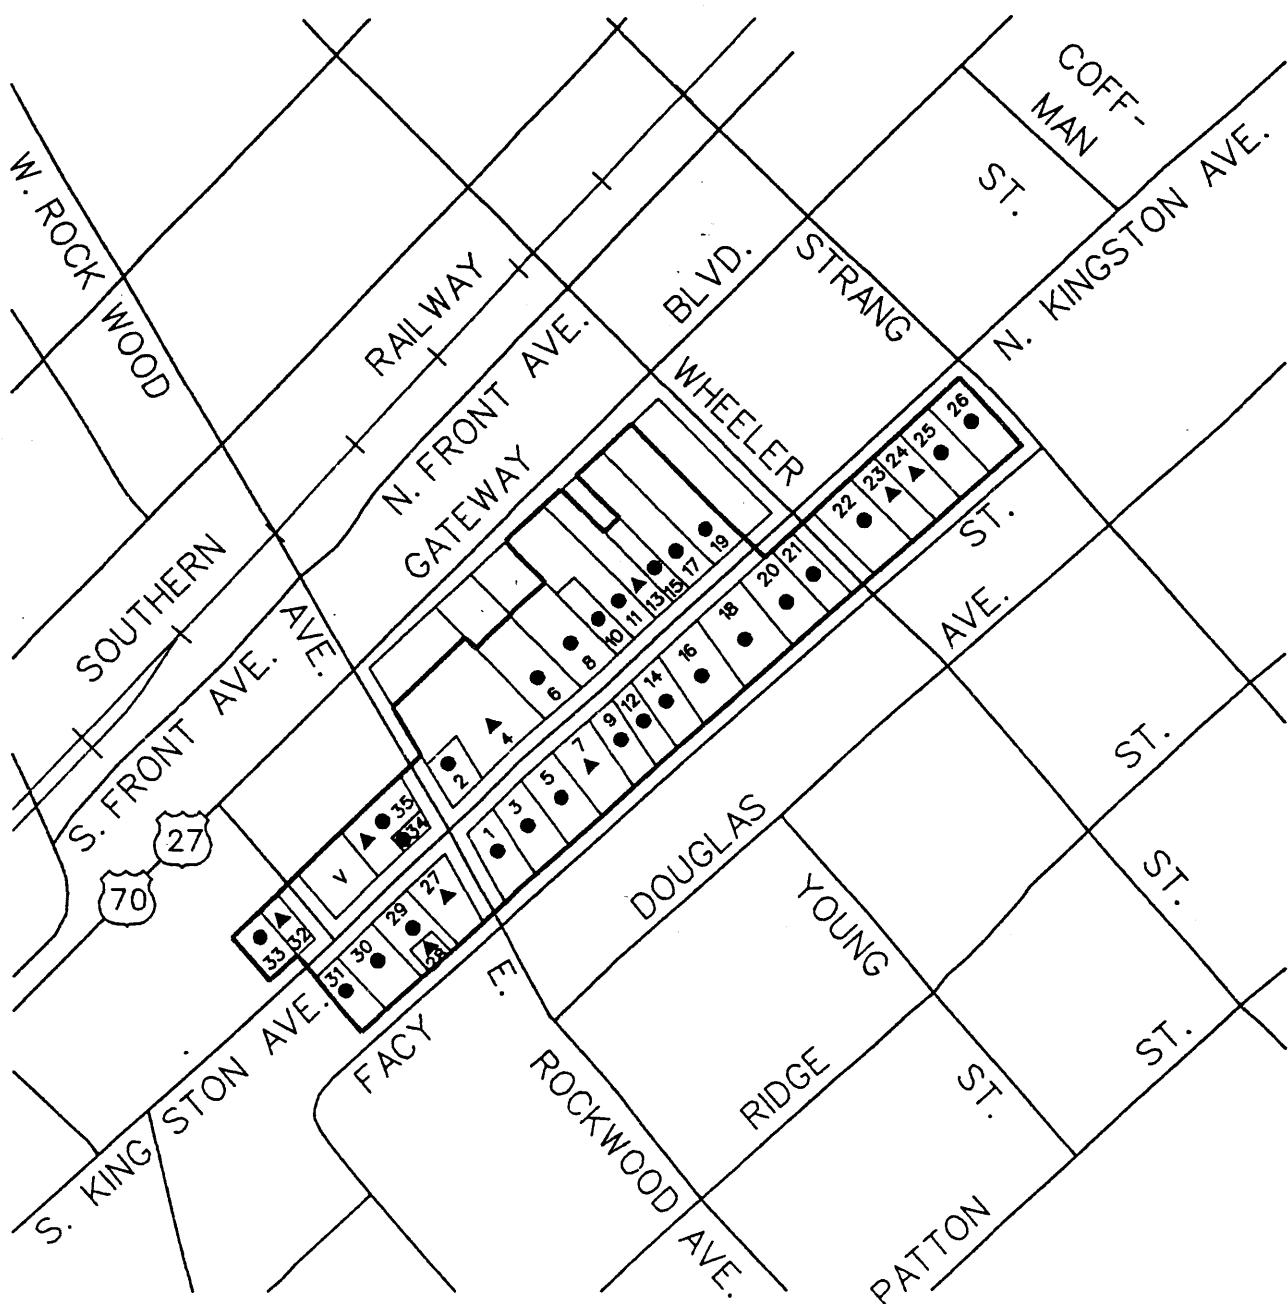 COFF-
MAN
ST.
W. ROCK
WOOD
AVE.
RAILWAY
SOUTHERN
N. FRONT AVE.
S. FRONT AVE.
GATEWAY
BLVD.
STRANG
ST.
WHEELER
ST.
N. KINGSTON AVE.
26
25
24
23
22
21
20
19
18
17
16
15
14
13
12
11
10
9
8
7
6
5
4
3
2
1
35
34
V
33
32
31
30
29
28
27
27
70
S. KING
STON AVE.
FACY
ST.
E.
ROCKWOOD
AVE.
DOUGLAS
AVE.
YOUNG
ST.
RIDGE
ST.
PATTON
ST.